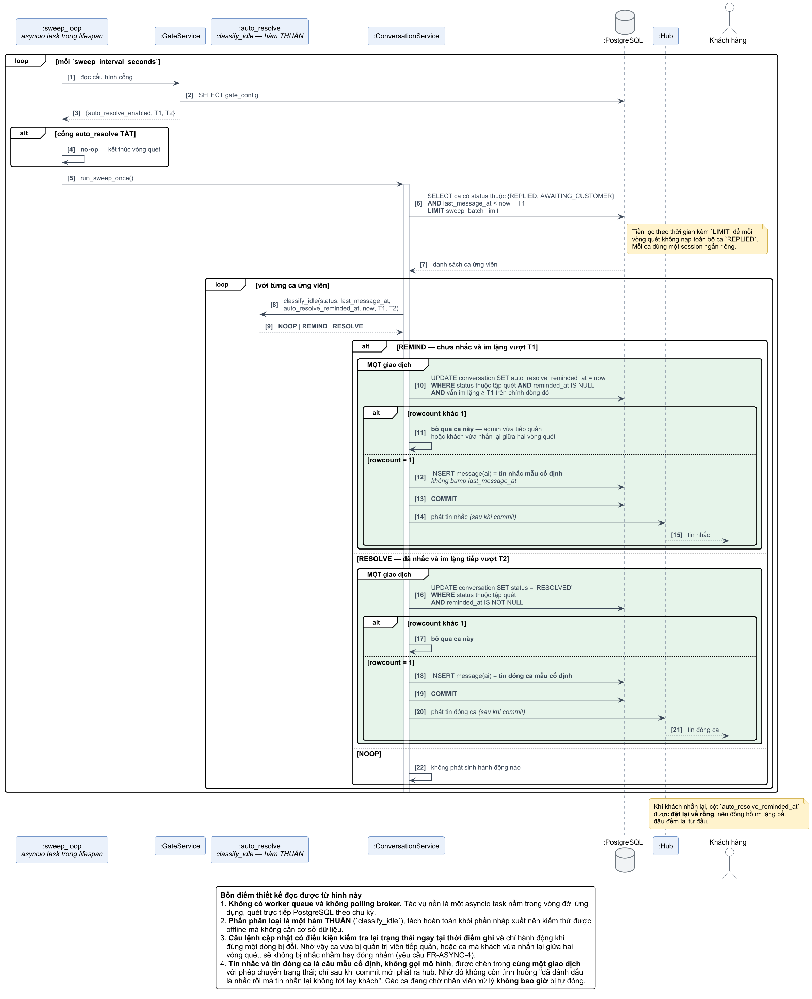 :sweep_loop
asyncio task trong lifespan
:GateService
:auto_resolve
classify_idle — hàm THUẦN
:ConversationService
:PostgreSQL
:Hub
Khách hàng
loop [mỗi `sweep_interval_seconds`]
[1] đọc cấu hình cổng
[2] SELECT gate_config
[3] {auto_resolve_enabled, T1, T2}
alt [cổng auto_resolve TẮT]
[4] no-op — kết thúc vòng quét
[5] run_sweep_once()
SELECT ca có status thuộc {REPLIED, AWAITING_CUSTOMER}
[6] AND last_message_at < now − T1
LIMIT sweep_batch_limit
Tiền lọc theo thời gian kèm `LIMIT` để mỗi
vòng quét không nạp toàn bộ ca `REPLIED`.
Mỗi ca dùng một session ngắn riêng.
[7] danh sách ca ứng viên
loop [với từng ca ứng viên]
[8] classify_idle(status, last_message_at,
auto_resolve_reminded_at, now, T1, T2)
[9] NOOP | REMIND | RESOLVE
alt [REMIND — chưa nhắc và im lặng vượt T1]
MỘT giao dịch
UPDATE conversation SET auto_resolve_reminded_at = now
[10] WHERE status thuộc tập quét AND reminded_at IS NULL
AND vẫn im lặng ≥ T1 trên chính dòng đó
alt [rowcount khác 1]
[11] bỏ qua ca này — admin vừa tiếp quản
hoặc khách vừa nhắn lại giữa hai vòng quét
[rowcount = 1]
[12] INSERT message(ai) = tin nhắc mẫu cố định
không bump last_message_at
[13] COMMIT
[14] phát tin nhắc (sau khi commit)
[15] tin nhắc
[RESOLVE — đã nhắc và im lặng tiếp vượt T2]
MỘT giao dịch
UPDATE conversation SET status = 'RESOLVED'
[16] WHERE status thuộc tập quét
AND reminded_at IS NOT NULL
alt [rowcount khác 1]
[17] bỏ qua ca này
[rowcount = 1]
[18] INSERT message(ai) = tin đóng ca mẫu cố định
[19] COMMIT
[20] phát tin đóng ca (sau khi commit)
[21] tin đóng ca
[NOOP]
[22] không phát sinh hành động nào
Khi khách nhắn lại, cột `auto_resolve_reminded_at`
được đặt lại về rỗng, nên đồng hồ im lặng bắt
đầu đếm lại từ đầu.
:sweep_loop
asyncio task trong lifespan
:GateService
:auto_resolve
classify_idle — hàm THUẦN
:ConversationService
:PostgreSQL
:Hub
Khách hàng
Bốn điểm thiết kế đọc được từ hình này
1. Không có worker queue và không polling broker. Tác vụ nền là một asyncio task nằm trong vòng đời ứng
dụng, quét trực tiếp PostgreSQL theo chu kỳ.
2. Phần phân loại là một hàm THUẦN (`classify_idle`), tách hoàn toàn khỏi phần nhập xuất nên kiểm thử được
offline mà không cần cơ sở dữ liệu.
3. Câu lệnh cập nhật có điều kiện kiểm tra lại trạng thái ngay tại thời điểm ghi và chỉ hành động khi
đúng một dòng bị đổi. Nhờ vậy ca vừa bị quản trị viên tiếp quản, hoặc ca mà khách vừa nhắn lại giữa hai
vòng quét, sẽ không bị nhắc nhầm hay đóng nhầm (yêu cầu FR-ASYNC-4).
4. Tin nhắc và tin đóng ca là câu mẫu cố định, không gọi mô hình, được chèn trong cùng một giao dịch
với phép chuyển trạng thái; chỉ sau khi commit mới phát ra hub. Nhờ đó không còn tình huống "đã đánh dấu
là nhắc rồi mà tin nhắn lại không tới tay khách". Các ca đang chờ nhân viên xử lý không bao giờ bị tự đóng.